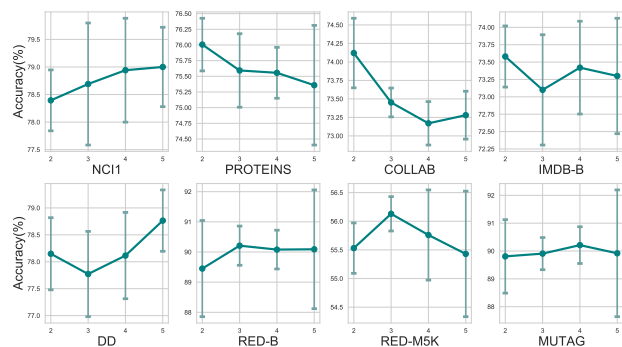 Accuracy(%)
79.5
79.0
78.5
78.0
77.5
2 3 4 5
NCI1
76.50
76.25
76.00
75.75
75.50
75.25
75.00
74.75
74.50
2 3 4 5
PROTEINS
74.50
74.25
74.00
73.75
73.50
73.25
73.00
2 3 4 5
COLLAB
74.00
73.75
73.50
73.25
73.00
72.75
72.50
72.25
2 3 4 5
IMDB-B
Accuracy(%)
79.0
78.5
78.0
77.5
77.0
2 3 4 5
DD
92
91
90
89
88
2 3 4 5
RED-B
56.5
56.0
55.5
55.0
54.5
2 3 4 5
RED-M5K
92
91
90
89
88
2 3 4 5
MUTAG